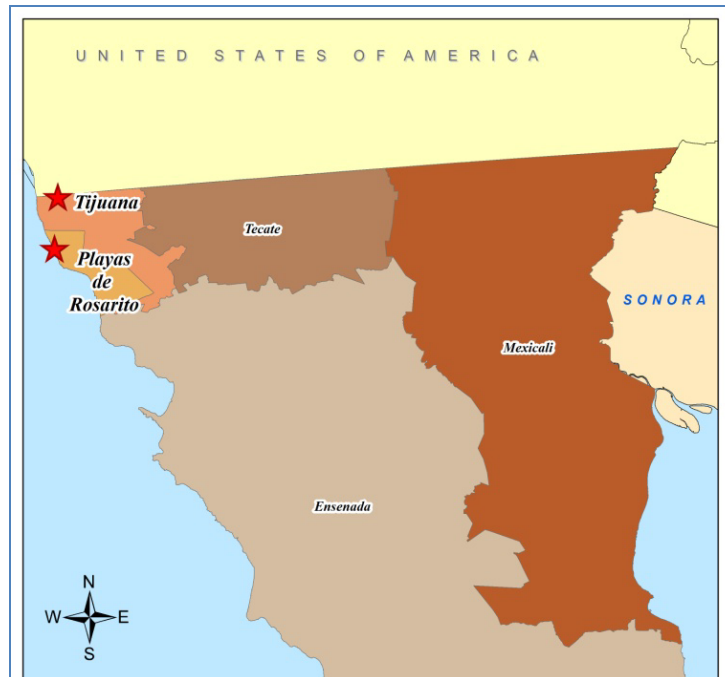 UNITED STATES OF AMERICA
Tijuana
Tecate
Playas
de
Rosarito
SONORA
Mexicali
Ensenada
N
W E
S